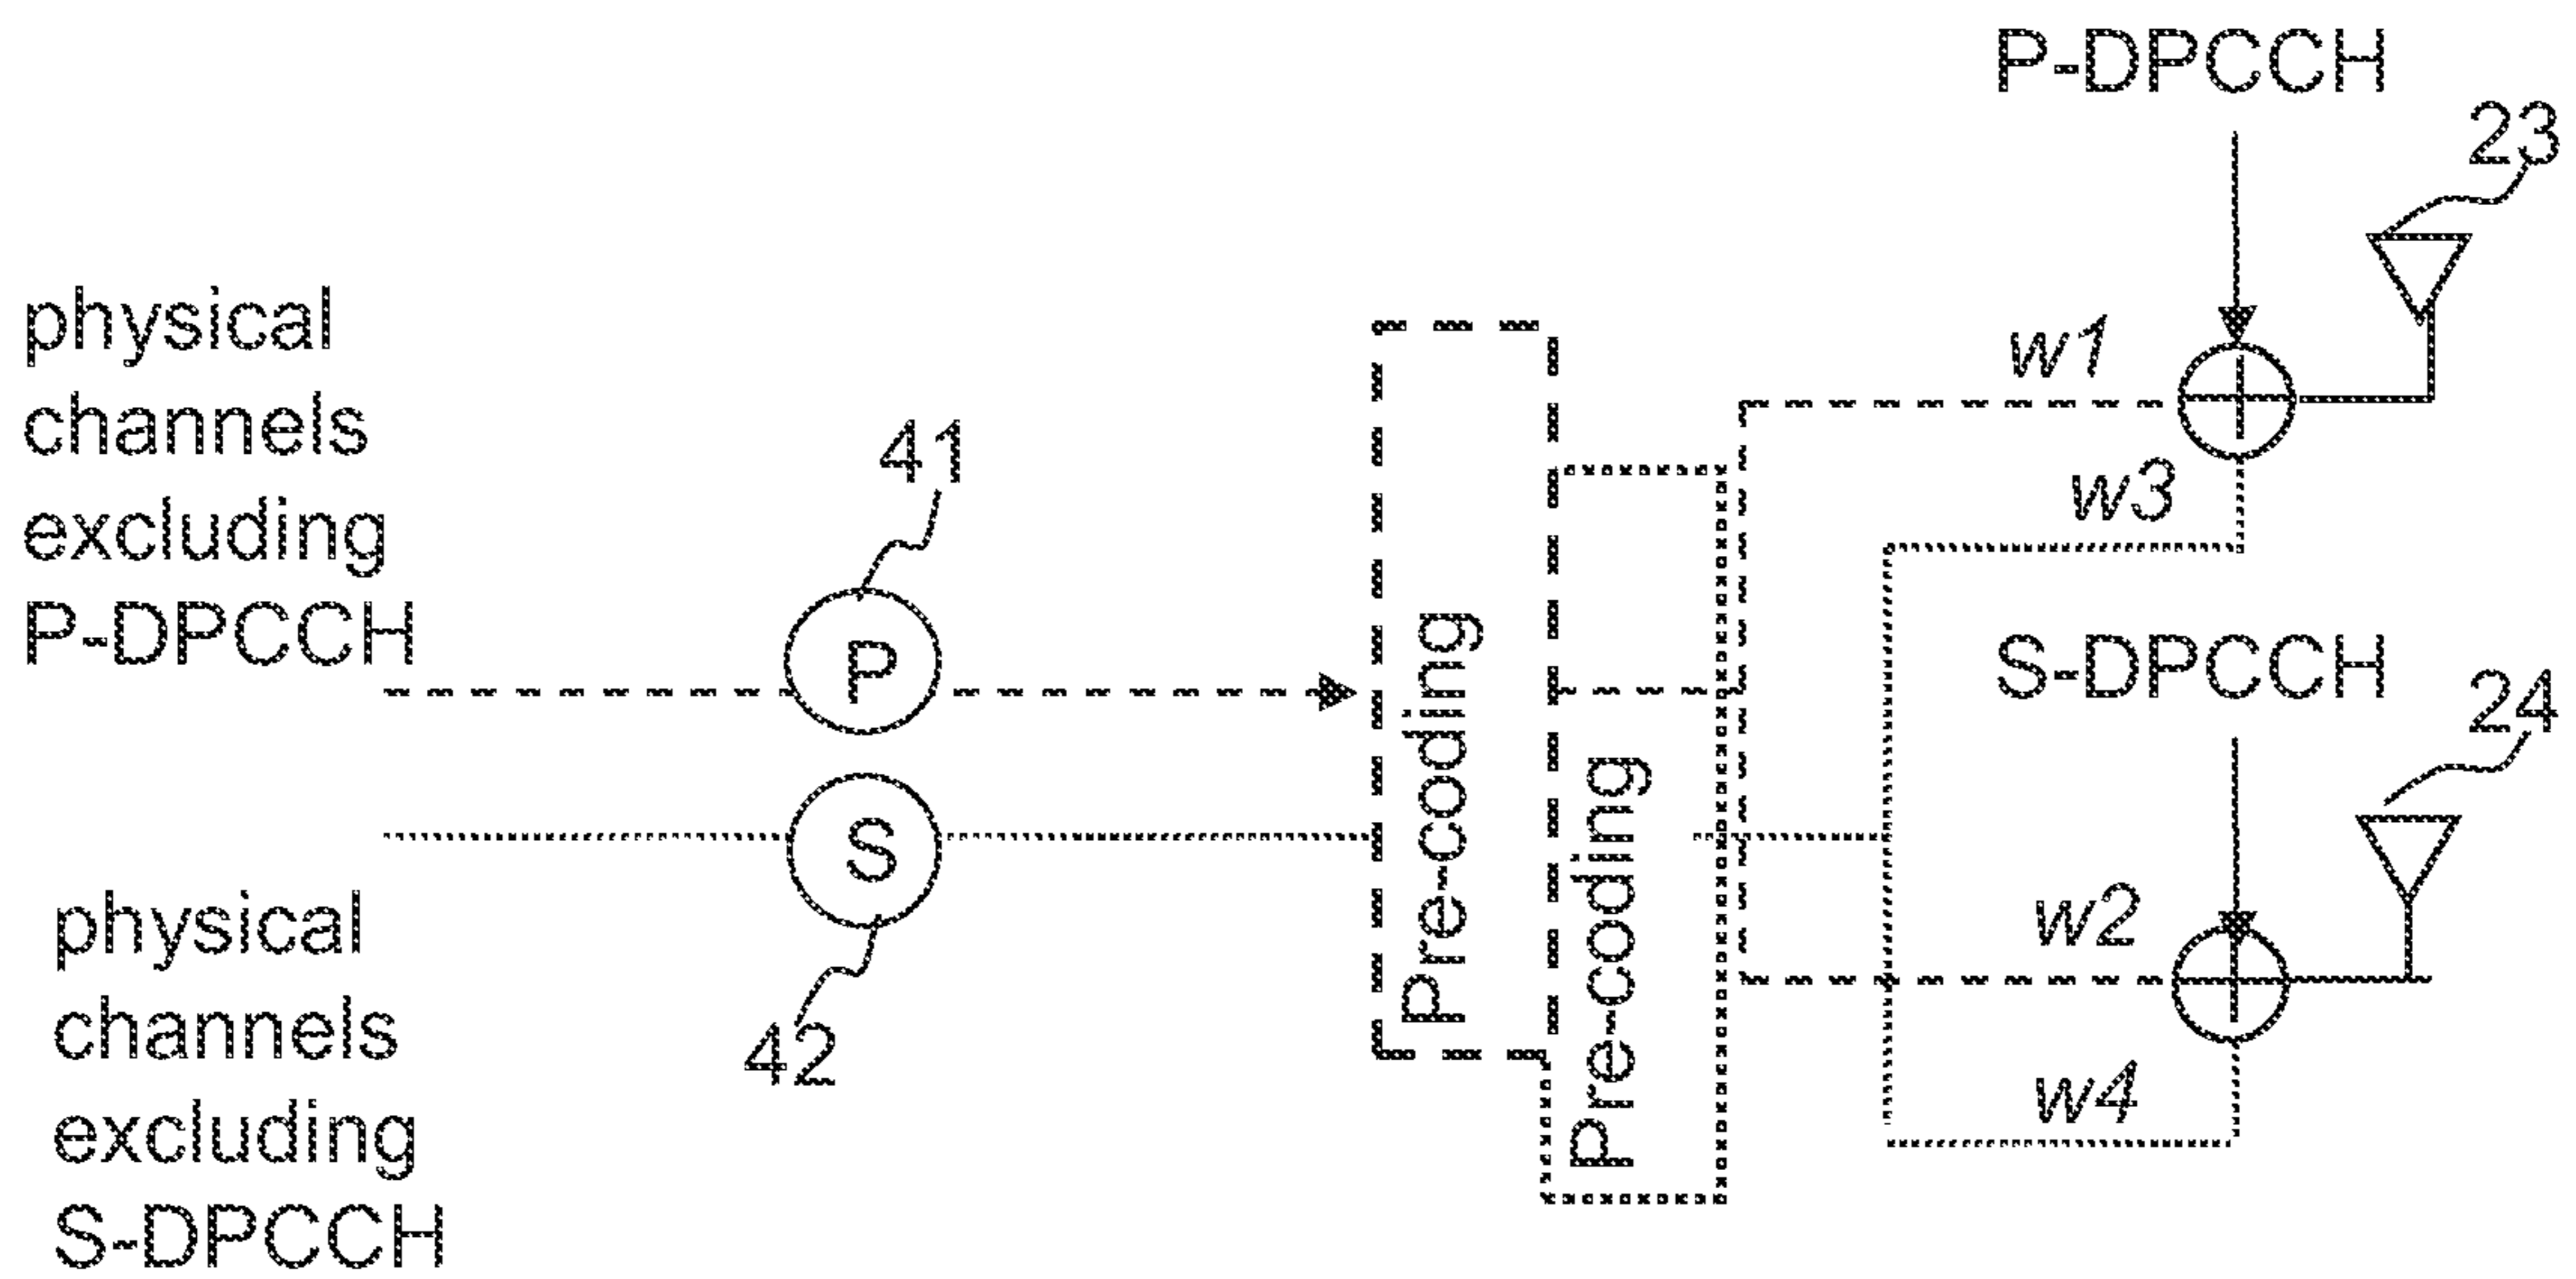 P-DPCCH
23
physical
channels
excluding
P-DPCCH
41
P
w1
w3
Pre-coding
S-DPCCH
24
S
42
Pre-coding
w2
w4
physical
channels
excluding
S-DPCCH